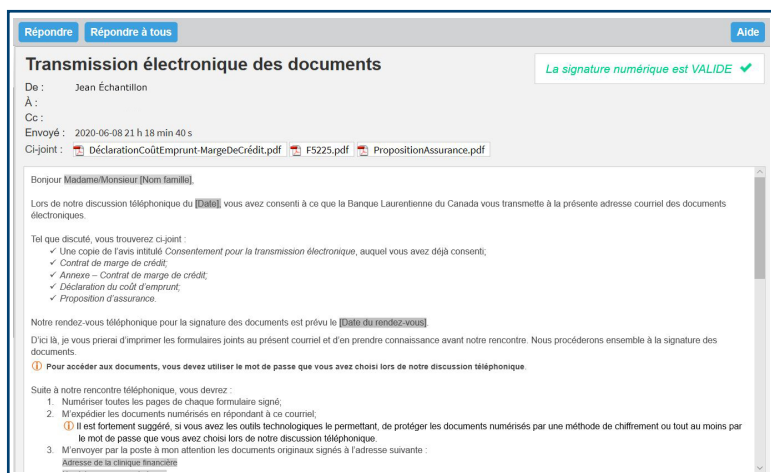 Répondre Répondre à tous Aide
Transmission électronique des documents
La signature numérique est VALIDE ✔
De : Jean Échantillon
À :
Cc :
Envoyé : 2020-06-08 21 h 18 min 40 s
Ci-joint : DéclarationCoûtEmprunt-MargeDeCrédit.pdf F5225.pdf PropositionAssurance.pdf
Bonjour Madame/Monsieur [Nom famille],
Lors de notre discussion téléphonique du [Date], vous avez consenti à ce que la Banque Laurentienne du Canada vous transmette à la présente adresse courriel des documents
électroniques.
Tel que discuté, vous trouverez ci-joint :
✓ Une copie de l'avis intitulé Consentement pour la transmission électronique, auquel vous avez déjà consenti;
✓ Contrat de marge de crédit;
✓ Annexe – Contrat de marge de crédit;
✓ Déclaration du coût d'emprunt;
✓ Proposition d'assurance.
Notre rendez-vous téléphonique pour la signature des documents est prévu le [Date du rendez-vous].
D'ici là, je vous prierai d'imprimer les formulaires joints au présent courriel et d'en prendre connaissance avant notre rencontre. Nous procéderons ensemble à la signature des
documents.
Pour accéder aux documents, vous devez utiliser le mot de passe que vous avez choisi lors de notre discussion téléphonique.
Suite à notre rencontre téléphonique, vous devrez :
1. Numériser toutes les pages de chaque formulaire signé;
2. M'expédier les documents numérisés en répondant à ce courriel;
Il est fortement suggéré, si vous avez les outils technologiques le permettant, de protéger les documents numérisés par une méthode de chiffrement ou tout au moins par
le mot de passe que vous avez choisi lors de notre discussion téléphonique.
3. M'envoyer par la poste à mon attention les documents originaux signés à l'adresse suivante :
Adresse de la clinique financière